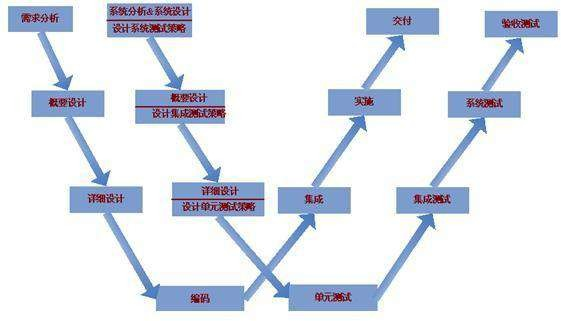 需求分析
系统分析&系统设计
设计系统测试策略
交付
验收测试
概要设计
概要设计
设计集成测试策略
实施
系统测试
详细设计
详细设计
设计单元测试策略
集成
集成测试
编码
单元测试